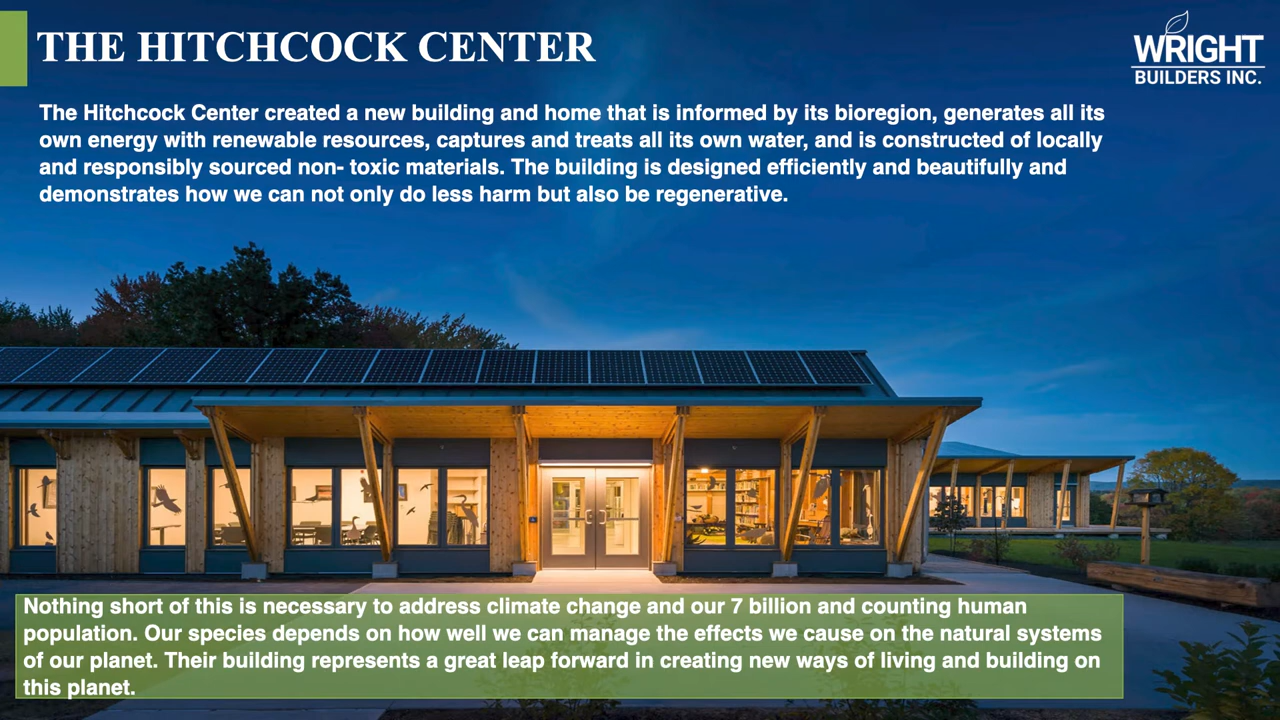 THE HITCHCOCK CENTER
WRIGHT
BUILDERS INC.
The Hitchcock Center created a new building and home that is informed by its bioregion, generates all its
own energy with renewable resources, captures and treats all its own water, and is constructed of locally
and responsibly sourced non- toxic materials. The building is designed efficiently and beautifully and
demonstrates how we can not only do less harm but also be regenerative.
Nothing short of this is necessary to address climate change and our 7 billion and counting human
population. Our species depends on how well we can manage the effects we cause on the natural systems
of our planet. Their building represents a great leap forward in creating new ways of living and building on
this planet.